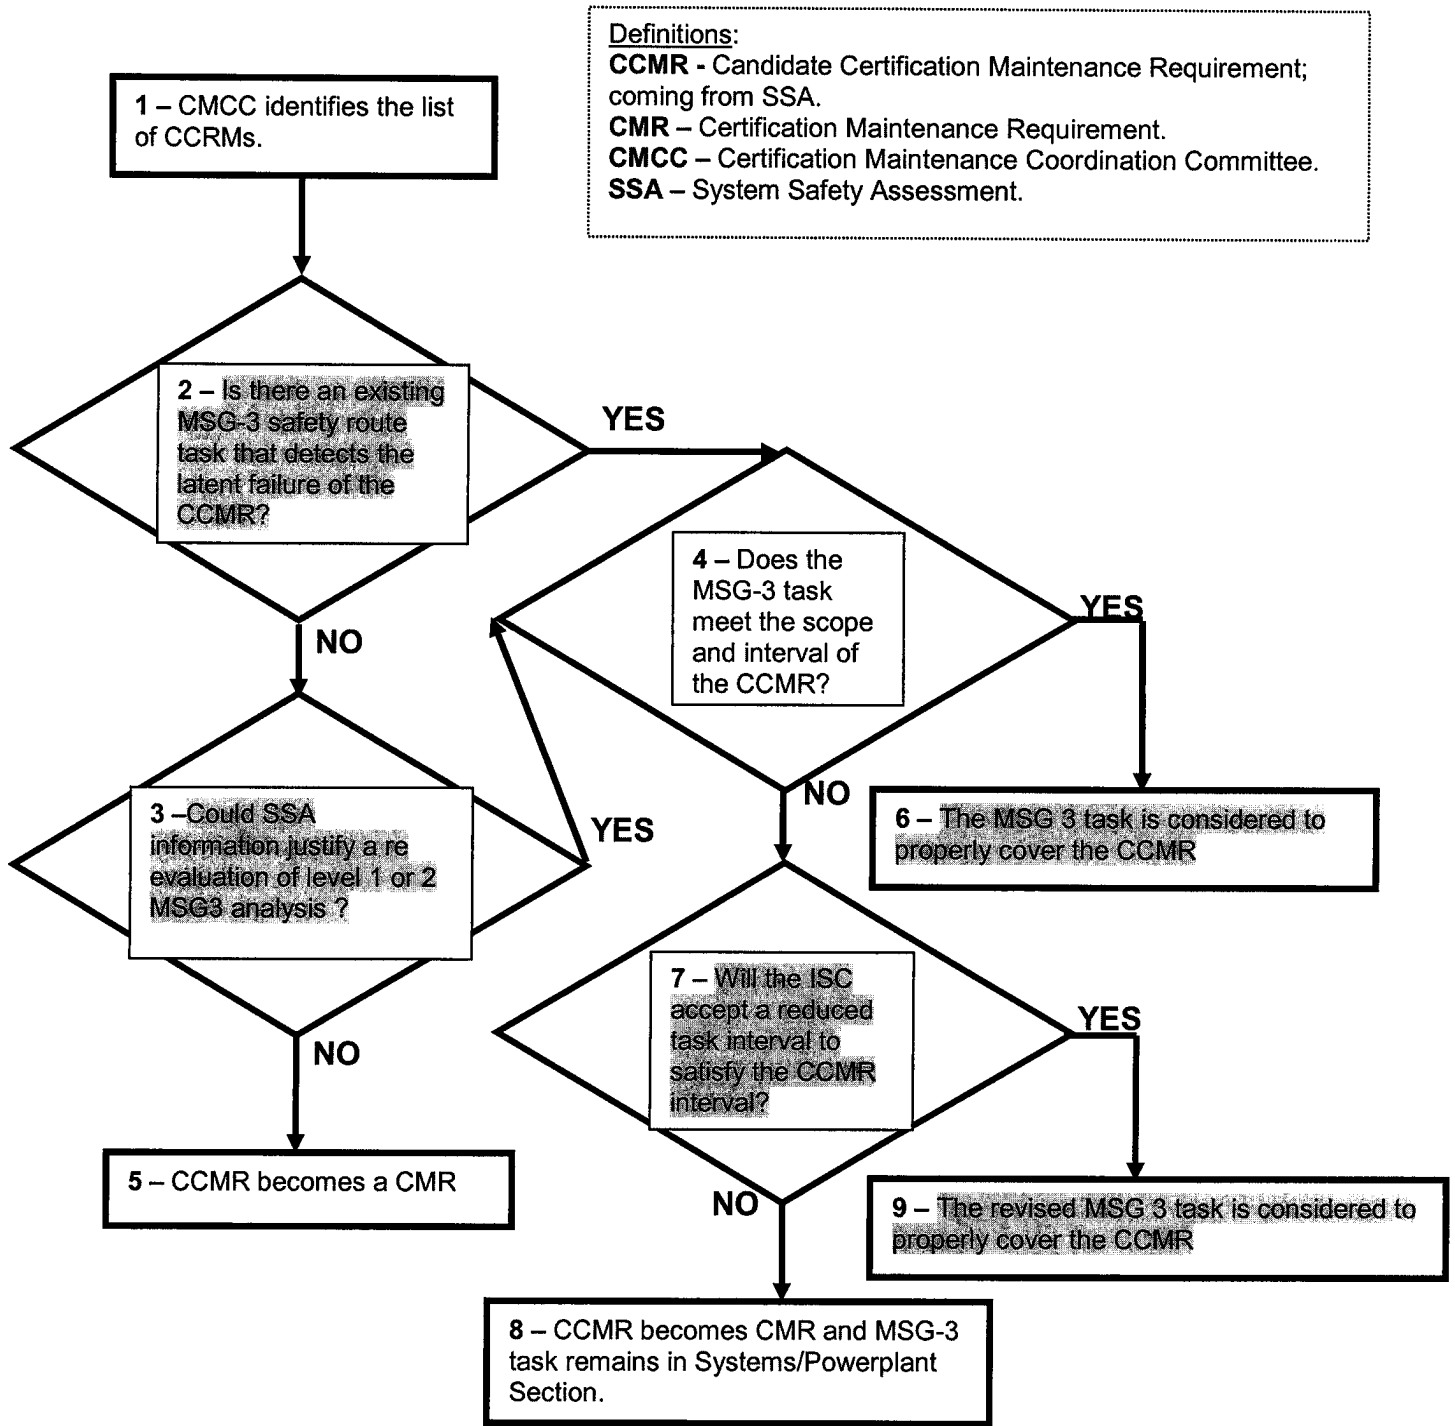 Definitions:
CCMR - Candidate Certification Maintenance Requirement;
coming from SSA.
CMR – Certification Maintenance Requirement.
CMCC – Certification Maintenance Coordination Committee.
SSA – System Safety Assessment.
1 – CMCC identifies the list
of CCRMs.
2 – Is there an existing
MSG-3 safety route
task that detects the
latent failure of the
CCMR?
YES
NO
3 –Could SSA
information justify a re
evaluation of level 1 or 2
MSG3 analysis ?
YES
NO
4 – Does the
MSG-3 task
meet the scope
and interval of
the CCMR?
YES
NO
5 – CCMR becomes a CMR
6 – The MSG 3 task is considered to
properly cover the CCMR
7 – Will the ISC
accept a reduced
task interval to
satisfy the CCMR
interval?
YES
NO
8 – CCMR becomes CMR and MSG-3
task remains in Systems/Powerplant
Section.
9 – The revised MSG 3 task is considered to
properly cover the CCMR